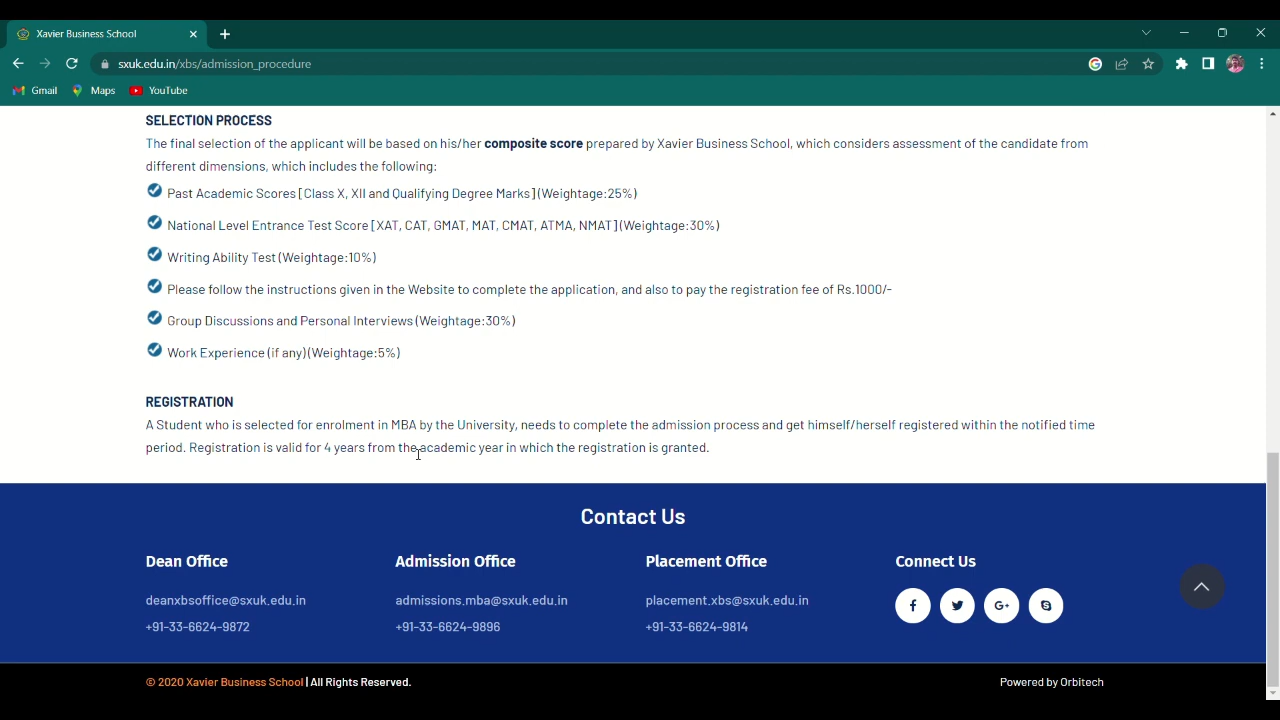 Xavier Business School
sxuk.edu.in/xbs/admission_procedure
Gmail Maps YouTube
SELECTION PROCESS
The final selection of the applicant will be based on his/her composite score prepared by Xavier Business School, which considers assessment of the candidate from
different dimensions, which includes the following:
Past Academic Scores [Class X, XII and Qualifying Degree Marks] (Weightage:25%)
National Level Entrance Test Score [XAT, CAT, GMAT, MAT, CMAT, ATMA, NMAT] (Weightage:30%)
Writing Ability Test (Weightage:10%)
Please follow the instructions given in the Website to complete the application, and also to pay the registration fee of Rs.1000/-
Group Discussions and Personal Interviews (Weightage:30%)
Work Experience (if any) (Weightage:5%)
REGISTRATION
A Student who is selected for enrolment in MBA by the University, needs to complete the admission process and get himself/herself registered within the notified time
period. Registration is valid for 4 years from the academic year in which the registration is granted.
Contact Us
Dean Office Admission Office Placement Office Connect Us
deanxbsoffice@sxuk.edu.in admissions.mba@sxuk.edu.in placement.xbs@sxuk.edu.in
+91-33-6624-9872 +91-33-6624-9896 +91-33-6624-9814
© 2020 Xavier Business School | All Rights Reserved. Powered by Orbitech